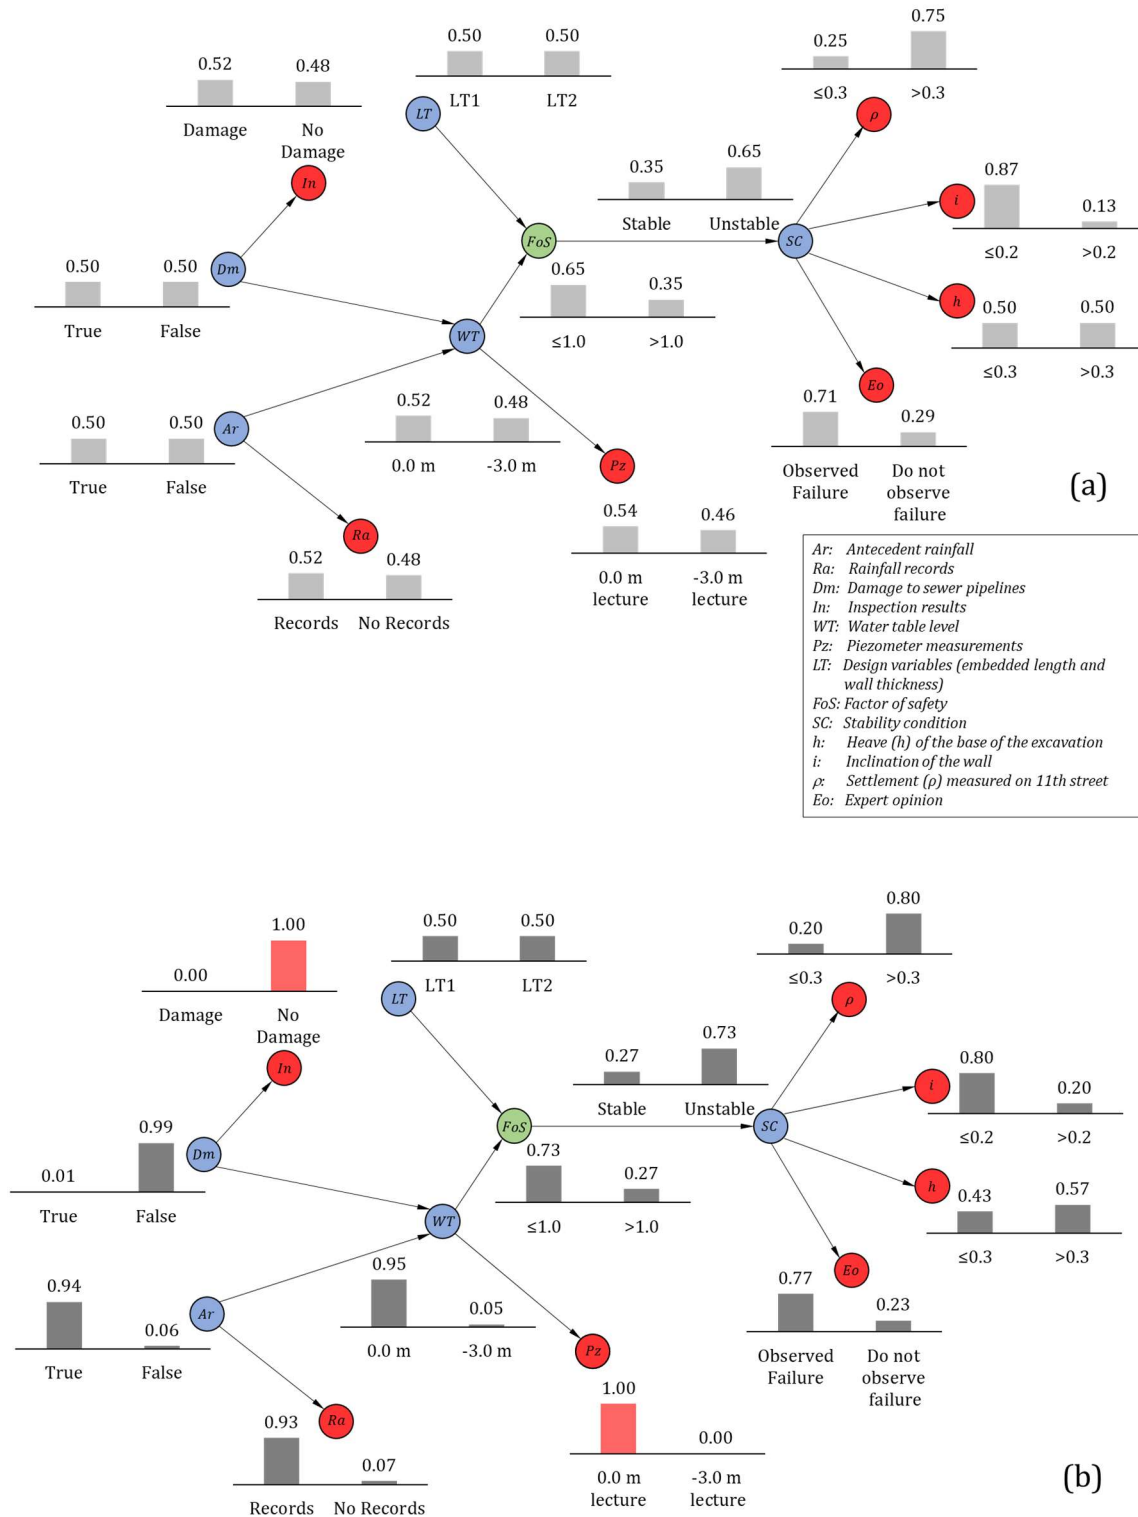 0.75
0.50 0.50
0.25
0.52 0.48
≤0.3 >0.3
LT1 LT2
Damage No
Damage
LT
ρ
0.65
0.35
0.87
In
i
0.13
Stable Unstable
≤0.2 >0.2
FoS
SC
0.50 0.50
Dm
0.65
0.35
h
0.50 0.50
True False
WT
≤1.0 >1.0
≤0.3 >0.3
Eo
0.71
0.29
0.50 0.50
Ar
0.52 0.48
0.0 m -3.0 m
Pz
Observed
Failure
Do not
observe
failure
True False
(a)
0.54 0.46
Ra
0.52 0.48
0.0 m
lecture
-3.0 m
lecture
Records No Records
Ar: Antecedent rainfall
Ra: Rainfall records
Dm: Damage to sewer pipelines
In: Inspection results
WT: Water table level
Pz: Piezometer measurements
LT: Design variables (embedded length and
wall thickness)
FoS: Factor of safety
SC: Stability condition
h: Heave (h) of the base of the excavation
i: Inclination of the wall
ρ: Settlement (ρ) measured on 11th street
Eo: Expert opinion
0.80
0.50 0.50
0.20
1.00
0.00
≤0.3 >0.3
LT1 LT2
Damage No
Damage
LT
ρ
0.73
0.27
0.80
In
i
0.20
Stable Unstable
≤0.2 >0.2
FoS
SC
0.99
Dm
0.01
0.73
0.27
h
0.43 0.57
True False
WT
≤1.0 >1.0
≤0.3 >0.3
Eo
0.77
0.23
0.94
0.06
Ar
0.95
0.05
0.0 m -3.0 m
Pz
Observed
Failure
Do not
observe
failure
True False
1.00
0.00
Ra
0.93
0.07
0.0 m
lecture
-3.0 m
lecture
(b)
Records No Records